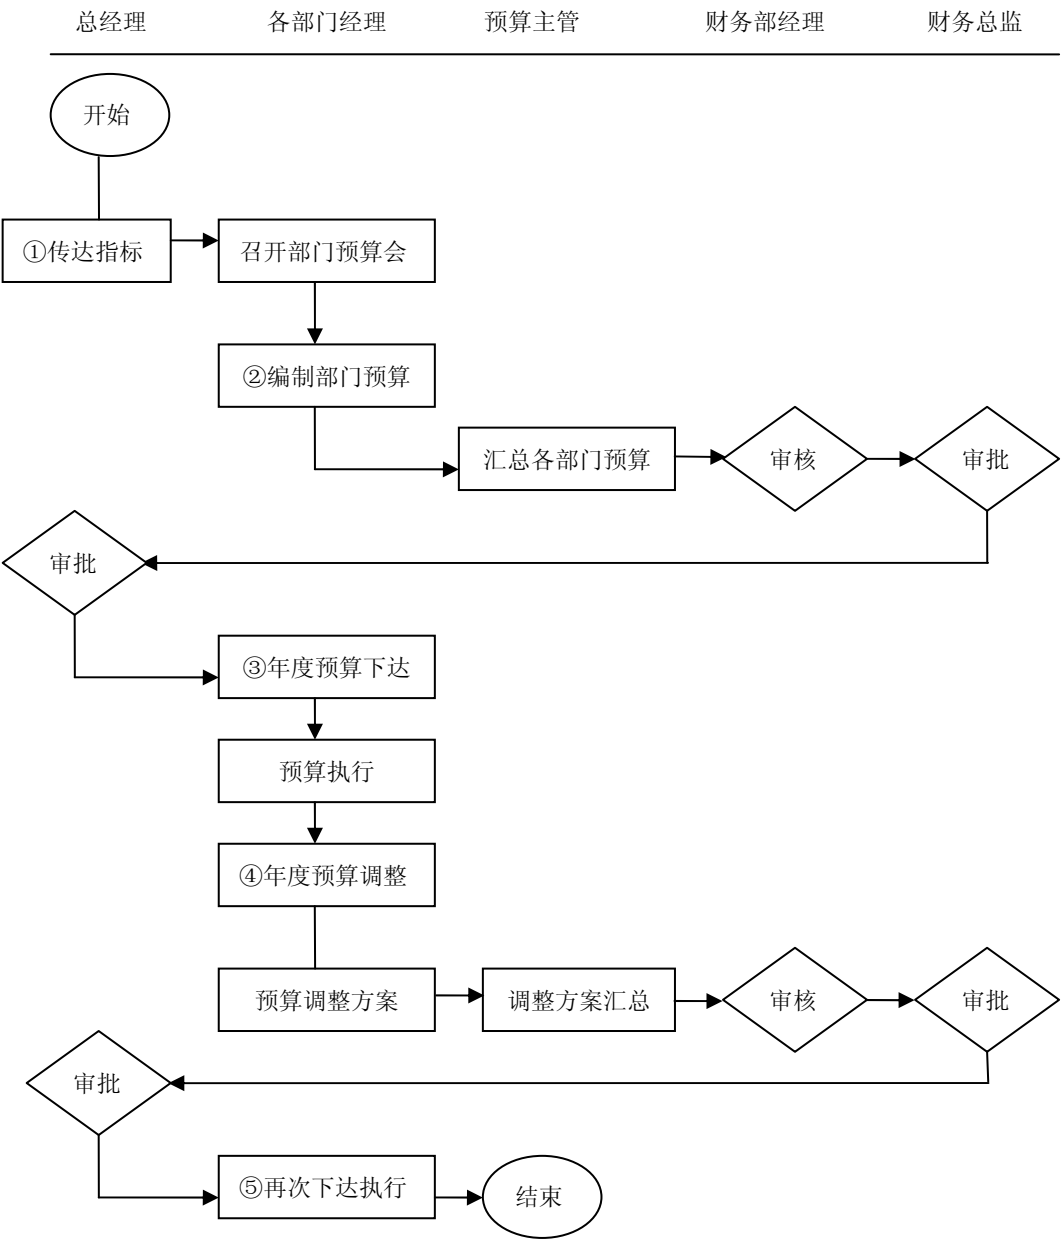 总经理 各部门经理 预算主管 财务部经理 财务总监
开始
①传达指标 召开部门预算会
②编制部门预算
汇总各部门预算 审核 审批
审批
③年度预算下达
预算执行
④年度预算调整
预算调整方案 调整方案汇总 审核 审批
审批
⑤再次下达执行 结束